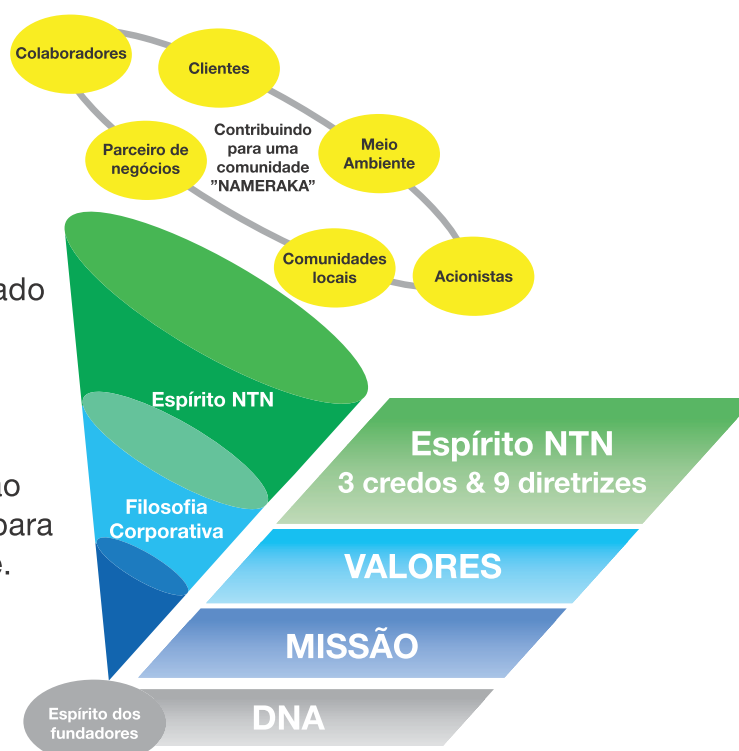 Colaboradores
Clientes
Parceiro de
negócios
Contribuindo
para uma
comunidade
”NAMERAKA”
Meio
Ambiente
Comunidades
locais
Acionistas
Espírito NTN
Filosofia
Corporativa
Espírito NTN
3 credos & 9 diretrizes
VALORES
MISSÃO
DNA
Espírito dos
fundadores
para